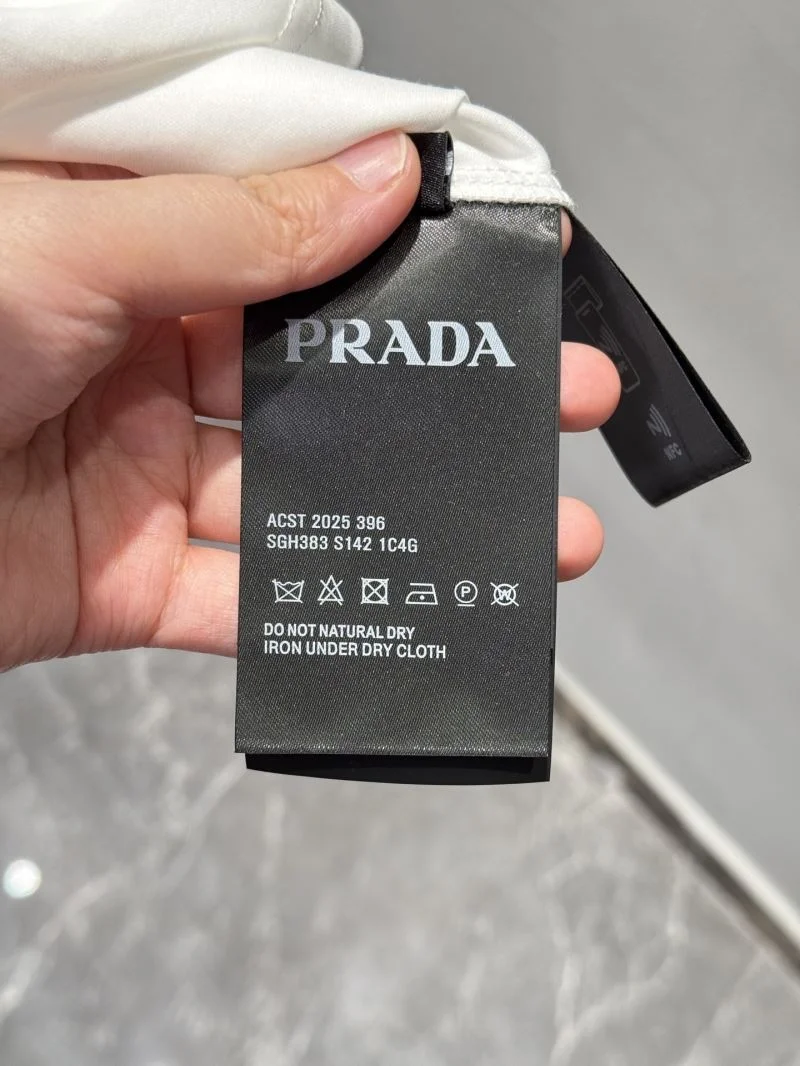 PRADA
ACST 2025 396
SGH383 S142 1C4G
P
W
DO NOT NATURAL DRY
IRON UNDER DRY CLOTH
NFC